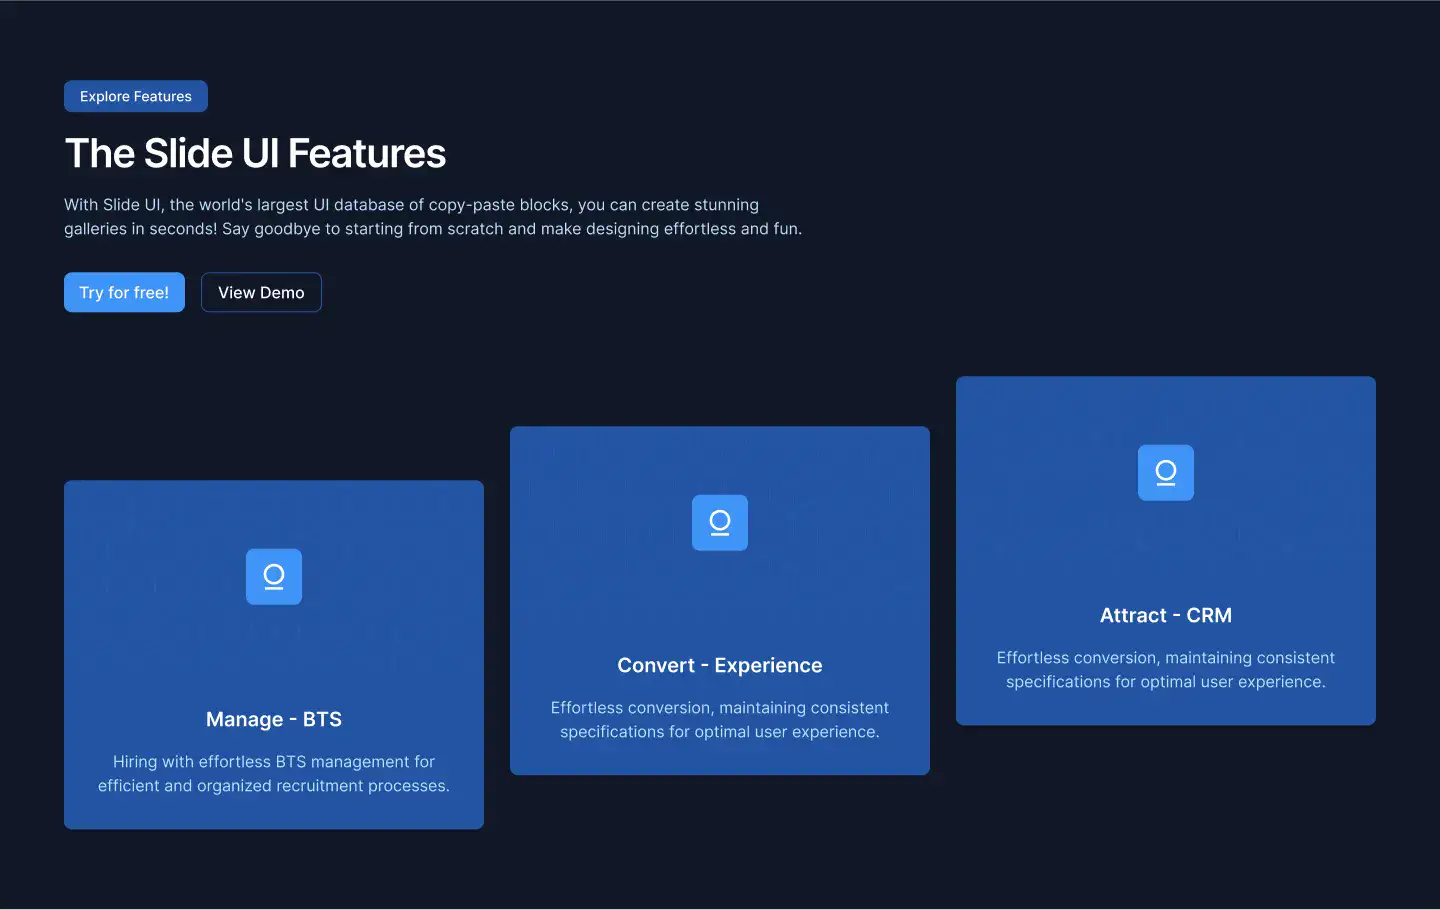 Explore Features
The Slide UI Features
With Slide UI, the world's largest UI database of copy-paste blocks, you can create stunning
galleries in seconds! Say goodbye to starting from scratch and make designing effortless and fun.
Try for free!
View Demo
Manage - BTS
Hiring with effortless BTS management for
efficient and organized recruitment processes.
Convert - Experience
Effortless conversion, maintaining consistent
specifications for optimal user experience.
Attract - CRM
Effortless conversion, maintaining consistent
specifications for optimal user experience.